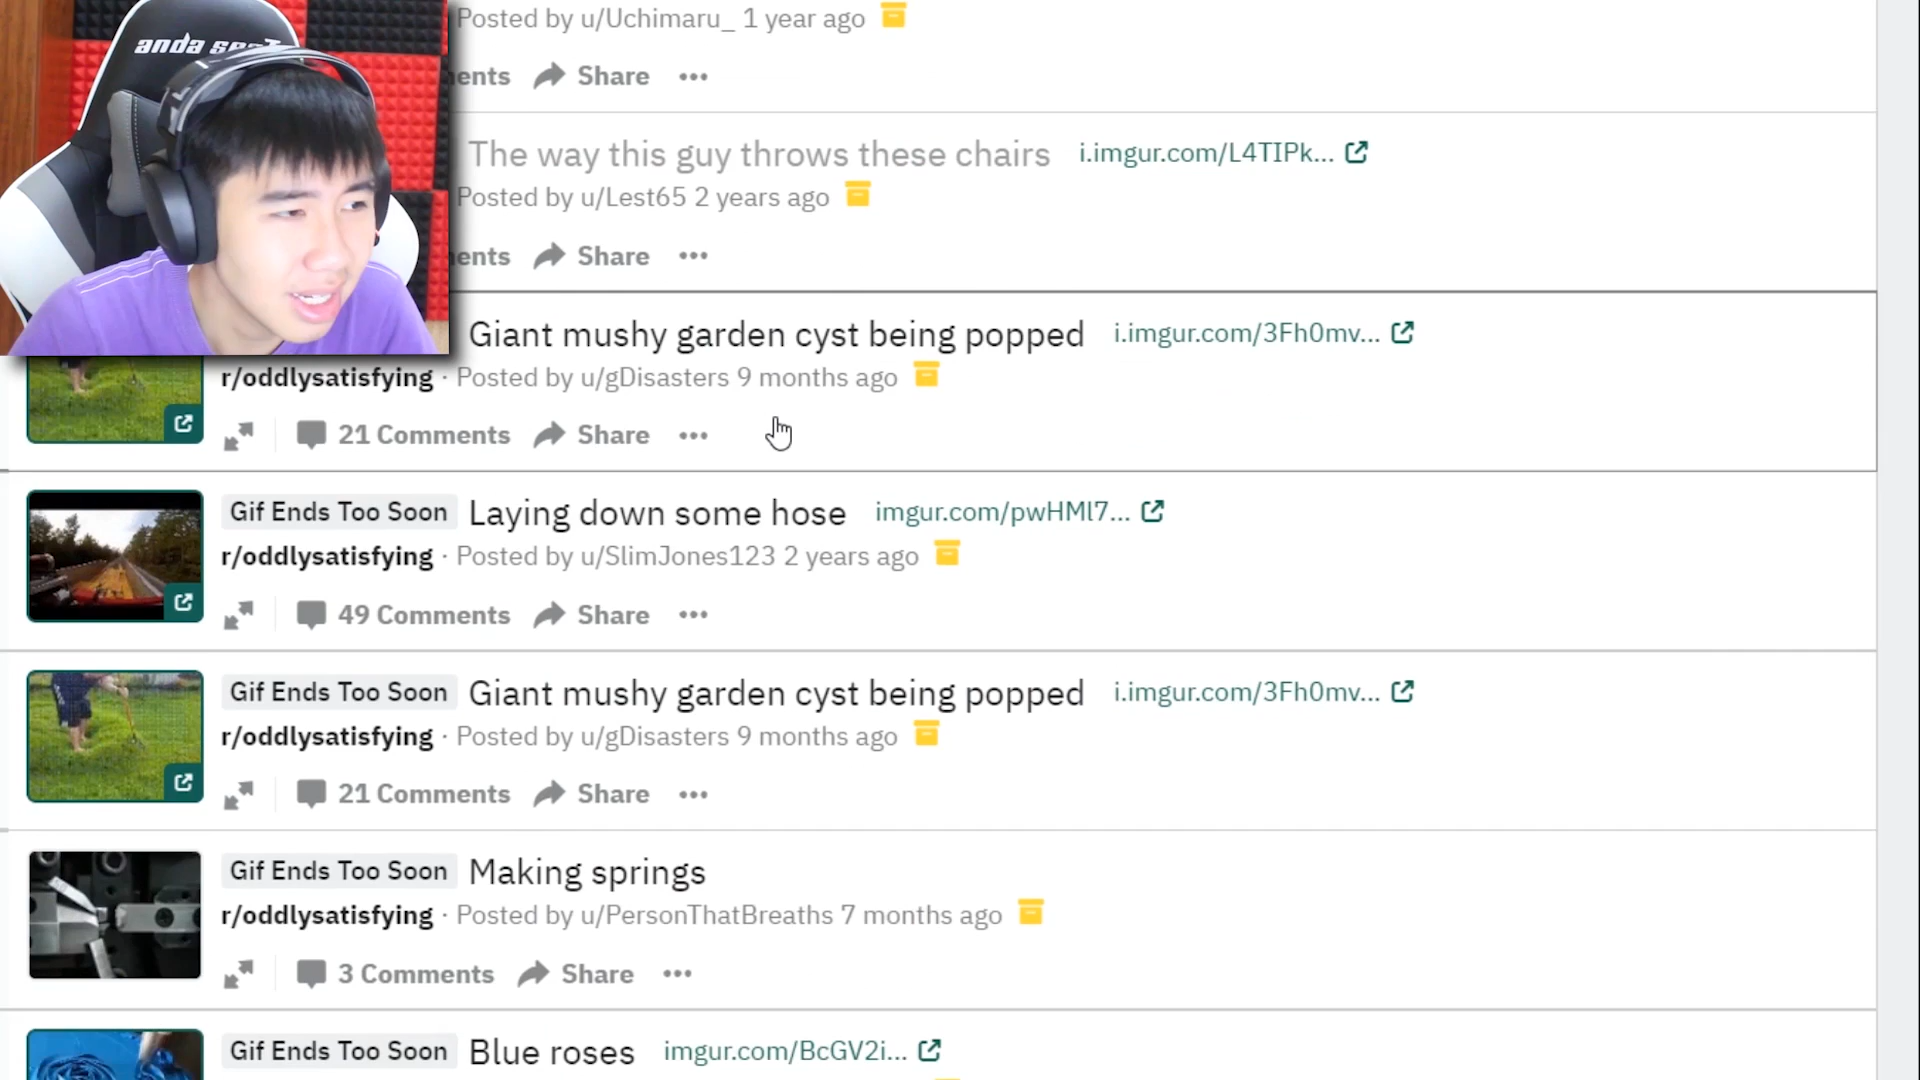 anda seaT
Posted by u/Uchimaru_ 1 year ago
ents Share
The way this guy throws these chairs i.imgur.com/L4TIPk...
Posted by u/Lest65 2 years ago
ents Share
Giant mushy garden cyst being popped i.imgur.com/3Fh0mv...
r/oddlysatisfying · Posted by u/gDisasters 9 months ago
21 Comments Share
Gif Ends Too Soon Laying down some hose imgur.com/pwHMl7...
r/oddlysatisfying · Posted by u/SlimJones123 2 years ago
49 Comments Share
Gif Ends Too Soon Giant mushy garden cyst being popped i.imgur.com/3Fh0mv...
r/oddlysatisfying · Posted by u/gDisasters 9 months ago
21 Comments Share
Gif Ends Too Soon Making springs
r/oddlysatisfying · Posted by u/PersonThatBreaths 7 months ago
3 Comments Share
Gif Ends Too Soon Blue roses imgur.com/BcGV2i...